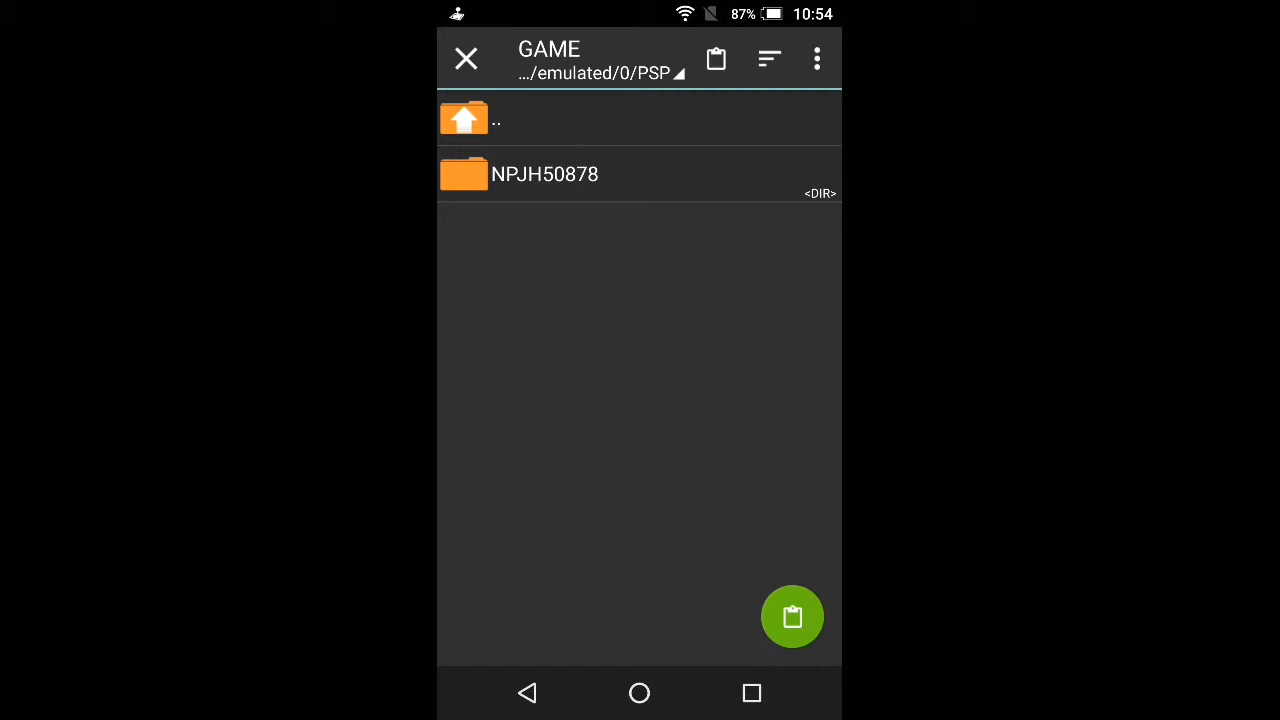 87% 10:54
GAME
.../emulated/0/PSP
..
NPJH50878
<DIR>